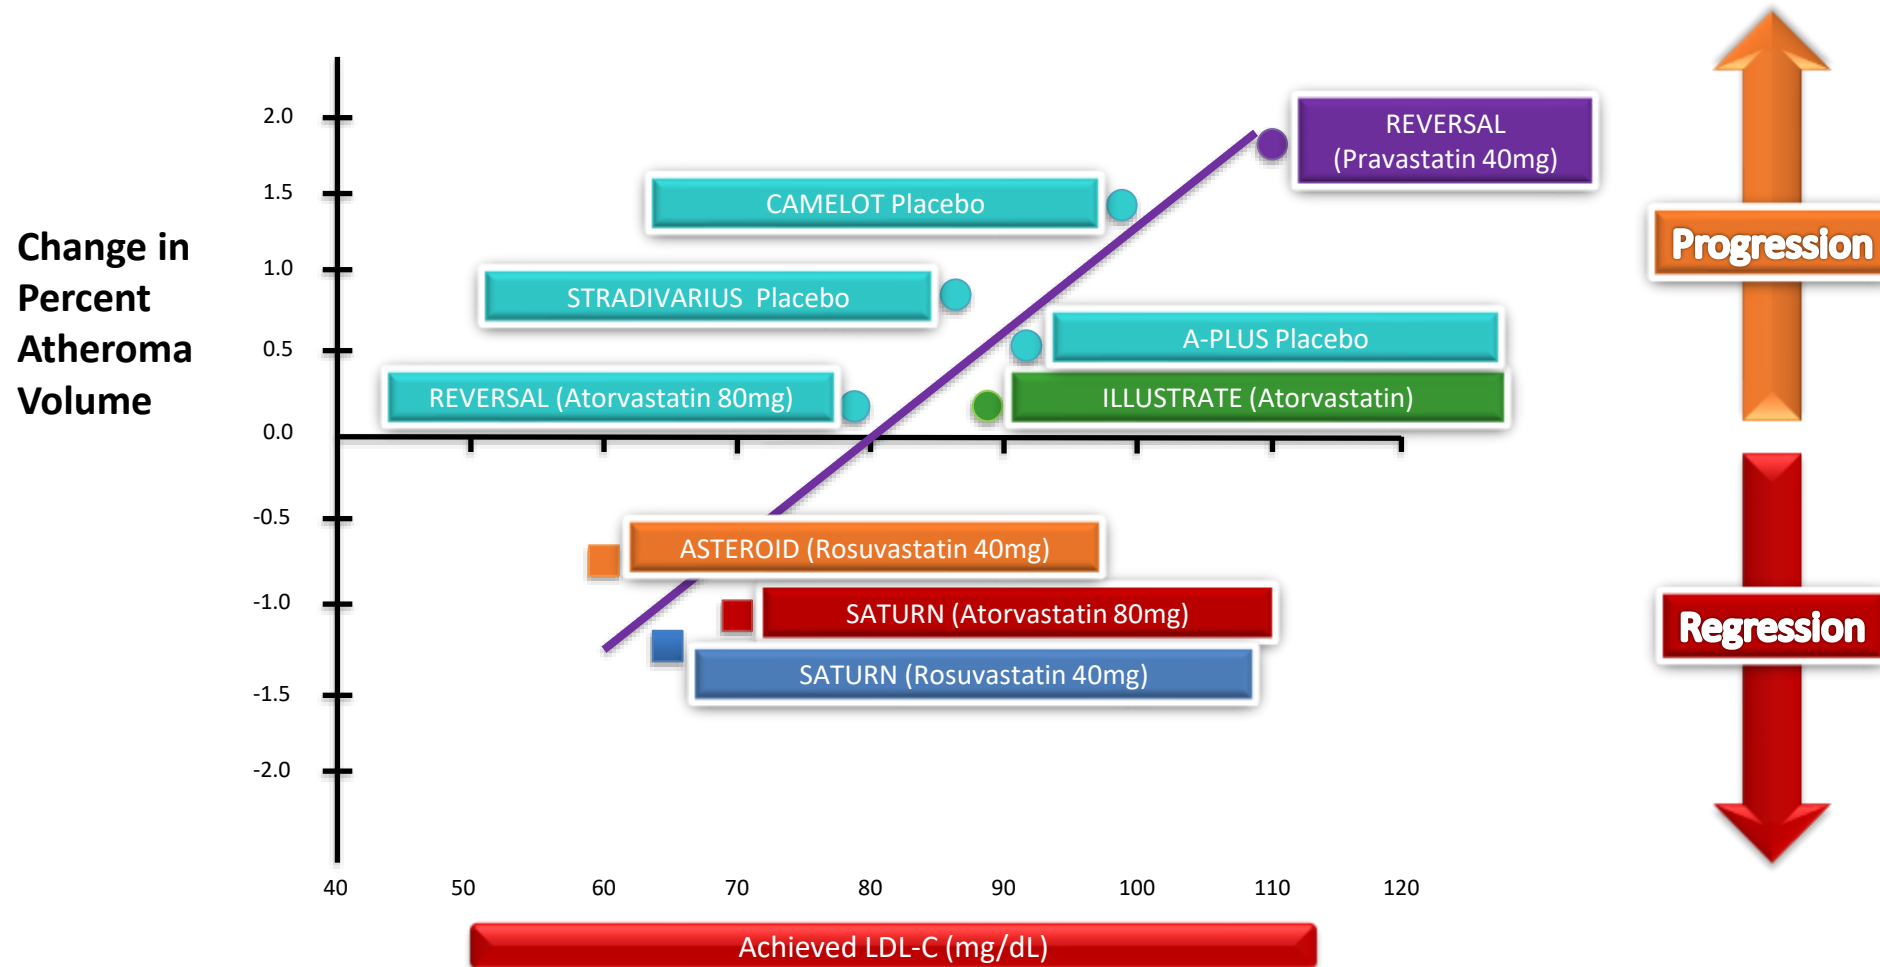 Change in
Percent
Atheroma
Volume
2.0
1.5
1.0
0.5
0.0
-0.5
-1.0
-1.5
-2.0
REVERSAL
(Pravastatin 40mg)
CAMELOT Placebo
STRADIVARIUS  Placebo
A-PLUS Placebo
REVERSAL (Atorvastatin 80mg)
ILLUSTRATE (Atorvastatin)
ASTEROID (Rosuvastatin 40mg)
SATURN (Atorvastatin 80mg)
SATURN (Rosuvastatin 40mg)
Progression
Regression
40 50 60 70 80 90 100 110 120
Achieved LDL-C (mg/dL)